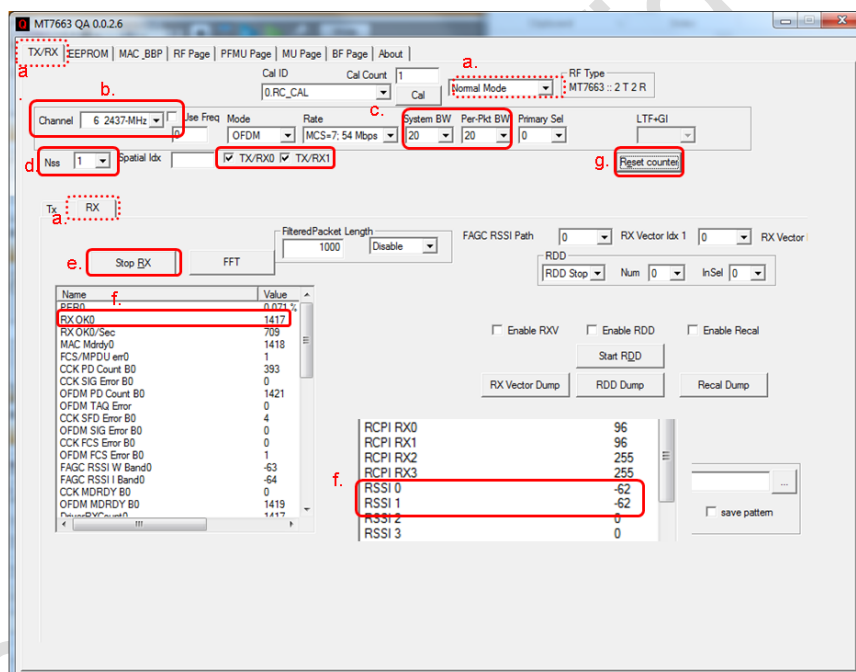 MT7663 QA 0.0.2.6
TX/RX EEPROM MAC_BBP RF Page PFMU Page MU Page BF Page About
a
.
Cal ID Cal Count 1 a. RF Type
0.RC_CAL Cal Normal Mode MT7663 :: 2 T 2 R
b. c.
Channel 6 2437-MHz Use Freq Mode Rate System BW Per-Pkt BW Primary Sel LTF+GI
0 OFDM MCS=7; 54 Mbps 20 20 0
d. Nss 1 Spatial Idx TX/RX0 TX/RX1 g. Reset counter
Tx RX
a.
FilteredPacket Length FAGC RSSI Path 0 RX Vector Idx 1 0 RX Vector
1000 Disable
e. Stop RX FFT RDD
RDD Stop Num 0 InSel 0
Name f. Value
PER0 0.071 %
RX OK0 1417
RX OK0/Sec 709
MAC Mdrdy0 1418
FCS/MPDU err0 1
CCK PD Count B0 393
CCK SIG Error B0 0
OFDM PD Count B0 1421
OFDM TAQ Error 0
CCK SFD Error B0 4
OFDM SIG Error B0 0
CCK FCS Error B0 0
OFDM FCS Error B0 1
FAGC RSSI W Band0 -63
FAGC RSSI I Band0 -64
CCK MDRDY B0 0
OFDM MDRDY B0 1419
DriverRXCount0 1417
Enable RXV Enable RDD Enable Recal
Start RDD
RX Vector Dump RDD Dump Recal Dump
RCPI RX0 96
RCPI RX1 96
RCPI RX2 255
RCPI RX3 255
f. RSSI 0 -62
RSSI 1 -62
RSSI 2 0
RSSI 3 0
...
save pattern